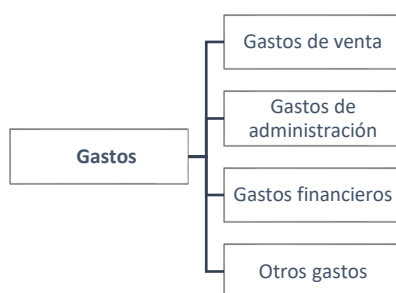 Gastos de venta
Gastos de
administración
Gastos
Gastos financieros
Otros gastos